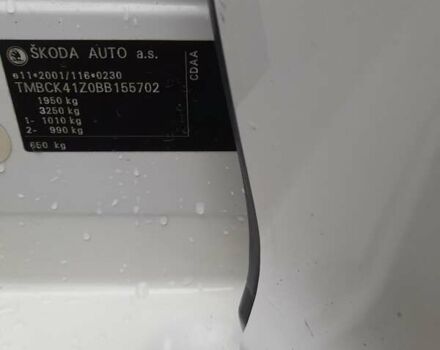 ŠKODA AUTO a.s.
e11*2001/116*0230
TMBCK41Z0BB155702
1950 kg
3250 kg
1- 1010 kg
2- 990 kg
650 kg
CDAA